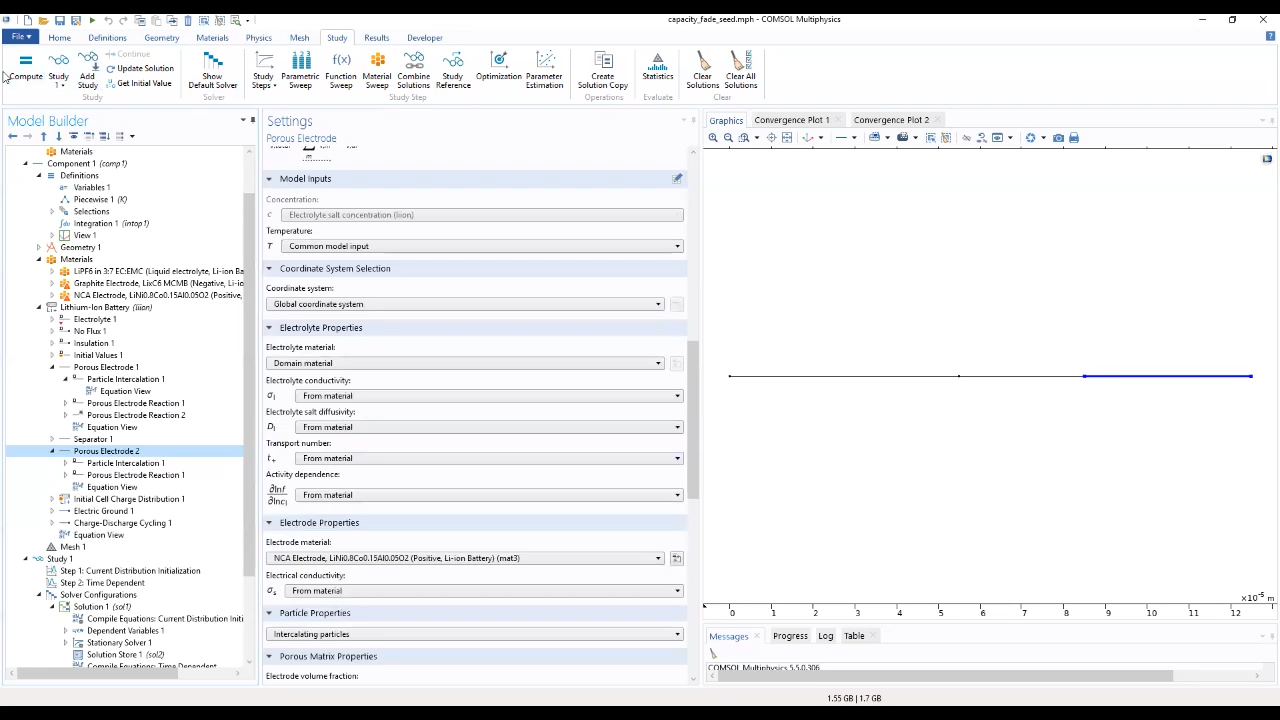 capacity_fade_seed.mph - COMSOL Multiphysics
File
Home
Definitions
Geometry
Materials
Physics
Mesh
Study
Results
Developer
Compute
Study 1
Add Study
Continue
Update Solution
Get Initial Value
Study
Show Default Solver
Solver
Study Steps
Parametric Sweep
Function Sweep
Material Sweep
Combine Solutions
Study Reference
Optimization
Parameter Estimation
Study Step
Create Solution Copy
Operations
Statistics
Evaluate
Clear Solutions
Clear All Solutions
Clear
Model Builder
Materials
Component 1 (comp1)
Definitions
a= Variables 1
Piecewise 1 (K)
Selections
Integration 1 (intop1)
View 1
Geometry 1
Materials
LiPF6 in 3:7 EC:EMC (Liquid electrolyte, Li-ion Ba
Graphite Electrode, LixC6 MCMB (Negative, Li-ion
NCA Electrode, LiNi0.8Co0.15Al0.05O2 (Positive,
Lithium-Ion Battery (liion)
Electrolyte 1
No Flux 1
Insulation 1
Initial Values 1
Porous Electrode 1
Particle Intercalation 1
Equation View
Porous Electrode Reaction 1
Porous Electrode Reaction 2
Equation View
Separator 1
Porous Electrode 2
Particle Intercalation 1
Porous Electrode Reaction 1
Equation View
Initial Cell Charge Distribution 1
Electric Ground 1
Charge-Discharge Cycling 1
Equation View
Mesh 1
Study 1
Step 1: Current Distribution Initialization
Step 2: Time Dependent
Solver Configurations
Solution 1 (sol1)
Compile Equations: Current Distribution Initi
Dependent Variables 1
Stationary Solver 1
Solution Store 1 (sol2)
Compile Equations: Time Dependent
Settings
Porous Electrode
Model Inputs
Concentration:
c Electrolyte salt concentration (liion)
Temperature:
T Common model input
Coordinate System Selection
Coordinate system:
Global coordinate system
Electrolyte Properties
Electrolyte material:
Domain material
Electrolyte conductivity:
σl From material
Electrolyte salt diffusivity:
Dl From material
Transport number:
t+ From material
Activity dependence:
∂lnf/∂lncl From material
Electrode Properties
Electrode material:
NCA Electrode, LiNi0.8Co0.15Al0.05O2 (Positive, Li-ion Battery) (mat3)
Electrical conductivity:
σs From material
Particle Properties
Intercalating particles
Porous Matrix Properties
Electrode volume fraction:
Graphics
Convergence Plot 1
Convergence Plot 2
×10⁻⁵ m
0 1 2 3 4 5 6 7 8 9 10 11 12
Messages
Progress
Log
Table
COMSOL Multiphysics 5.5.0.306
1.55 GB | 1.7 GB